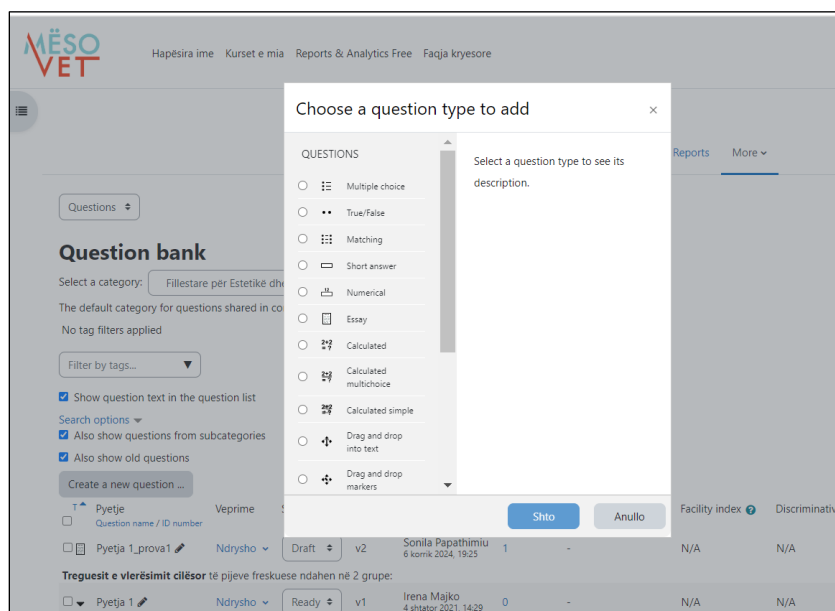 MËSO
VET
Hapësira ime Kurset e mia Reports & Analytics Free Faqja kryesore
Choose a question type to add ×
QUESTIONS
Multiple choice
True/False
Matching
Short answer
Numerical
Essay
Calculated
Calculated
multichoice
Calculated simple
Drag and drop
into text
Drag and drop
markers
Select a question type to see its
description.
Shto Anullo
Reports More
Questions
Question bank
Select a category: Fillestare për Estetikë dhe
The default category for questions shared in co
No tag filters applied
Filter by tags...
Show question text in the question list
Search options
Also show questions from subcategories
Also show old questions
Create a new question ...
T Pyetje Veprime Facility index Discriminativ
Question name / ID number
Pyetja 1_prova1 Ndrysho Draft v2 Sonila Papathimiu 1 - N/A N/A
6 korrik 2024, 19:25
Treguesit e vlerësimit cilësor të pijeve freskuese ndahen në 2 grupe:
Pyetja 1 Ndrysho Ready v1 Irena Majko 0 - N/A N/A
4 shtator 2021, 14:29